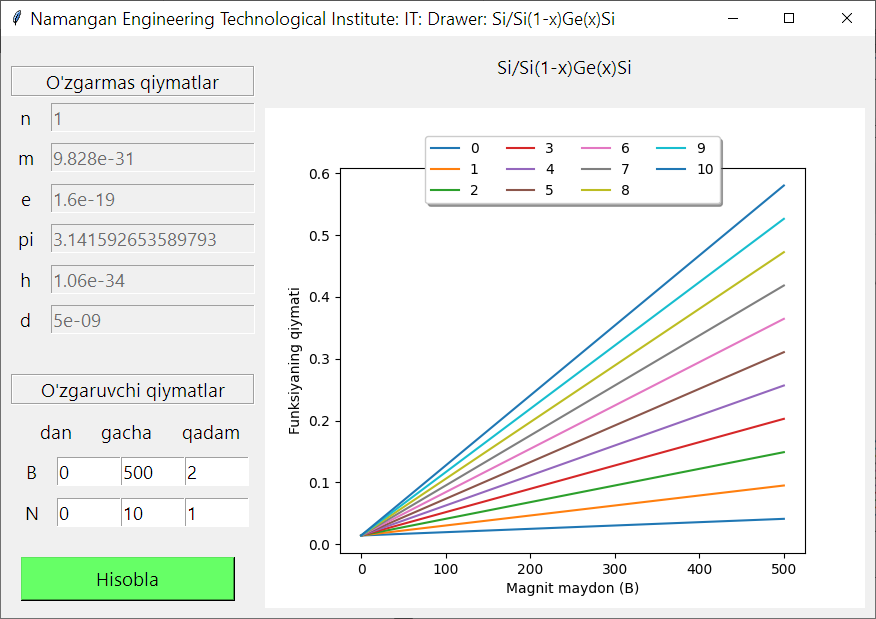 Namangan Engineering Technological Institute: IT: Drawer: Si/Si(1-x)Ge(x)Si
O'zgarmas qiymatlar
n 1
m 9.828e-31
e 1.6e-19
pi 3.141592653589793
h 1.06e-34
d 5e-09
O'zgaruvchi qiymatlar
dan gacha qadam
B 0 500 2
N 0 10 1
Hisobla
Si/Si(1-x)Ge(x)Si
0 3 6 9
1 4 7 10
2 5 8
0.6
0.5
0.4
0.3
0.2
0.1
0.0
Funksiyaning qiymati
0 100 200 300 400 500
Magnit maydon (B)